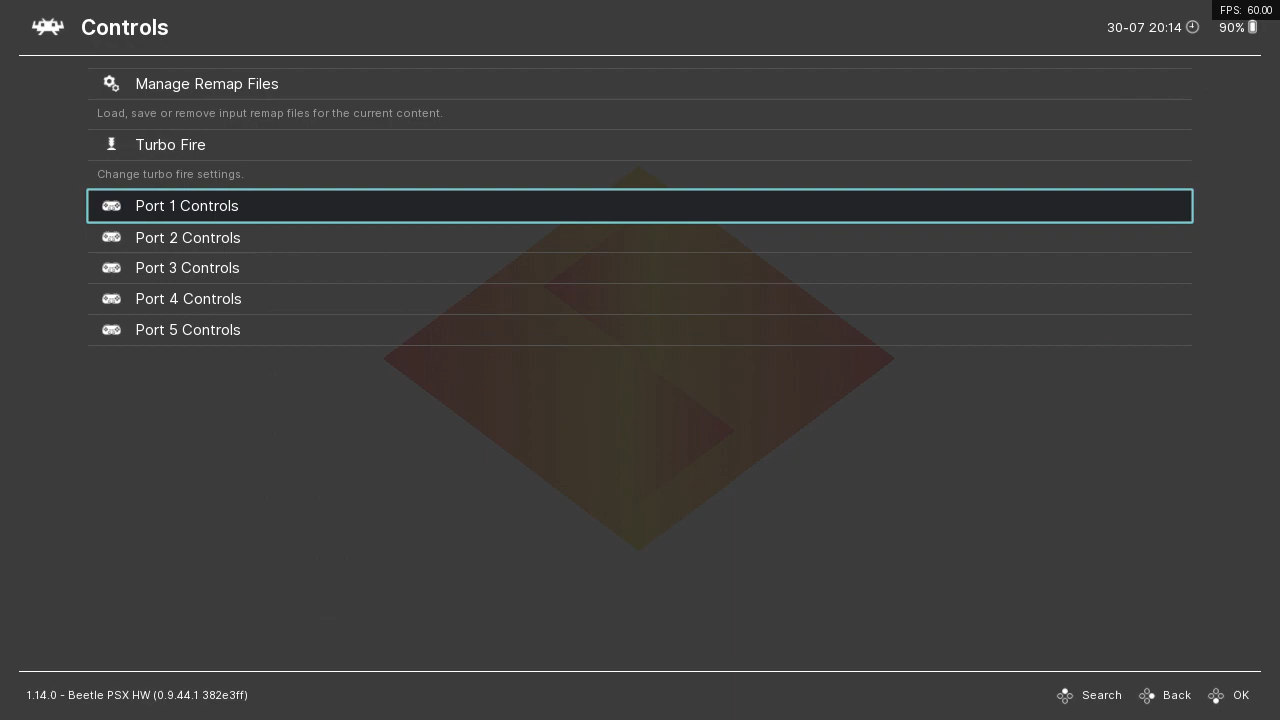 FPS: 60.00
Controls
30-07 20:14
90%
Manage Remap Files
Load, save or remove input remap files for the current content.
Turbo Fire
Change turbo fire settings.
Port 1 Controls
Port 2 Controls
Port 3 Controls
Port 4 Controls
Port 5 Controls
1.14.0 - Beetle PSX HW (0.9.44.1 382e3ff)
Search Back OK